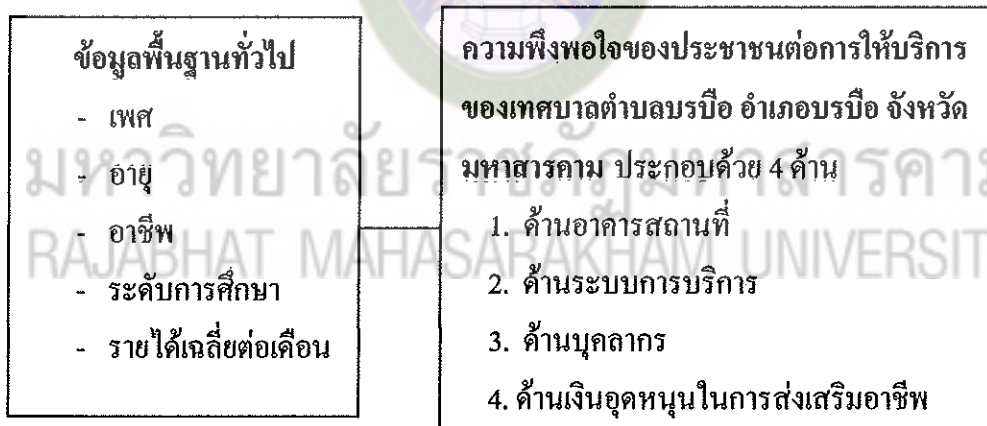 ข้อมูลพื้นฐานทั่วไป
- เพศ
- อายุ
- อาชีพ
- ระดับการศึกษา
- รายได้เฉลี่ยต่อเดือน
ความพึงพอใจของประชาชนต่อการให้บริการ
ของเทศบาลตำบลบรบือ อำเภอบรบือ จังหวัด
มหาสารคาม ประกอบด้วย 4 ด้าน
1. ด้านอาคารสถานที่
2. ด้านระบบการบริการ
3. ด้านบุคลากร
4. ด้านเงินอุดหนุนในการส่งเสริมอาชีพ
มหาวิทยาลัยราชภัฏมหาสารคาม
RAJABHAT MAHASARAKHAM UNIVERSIT